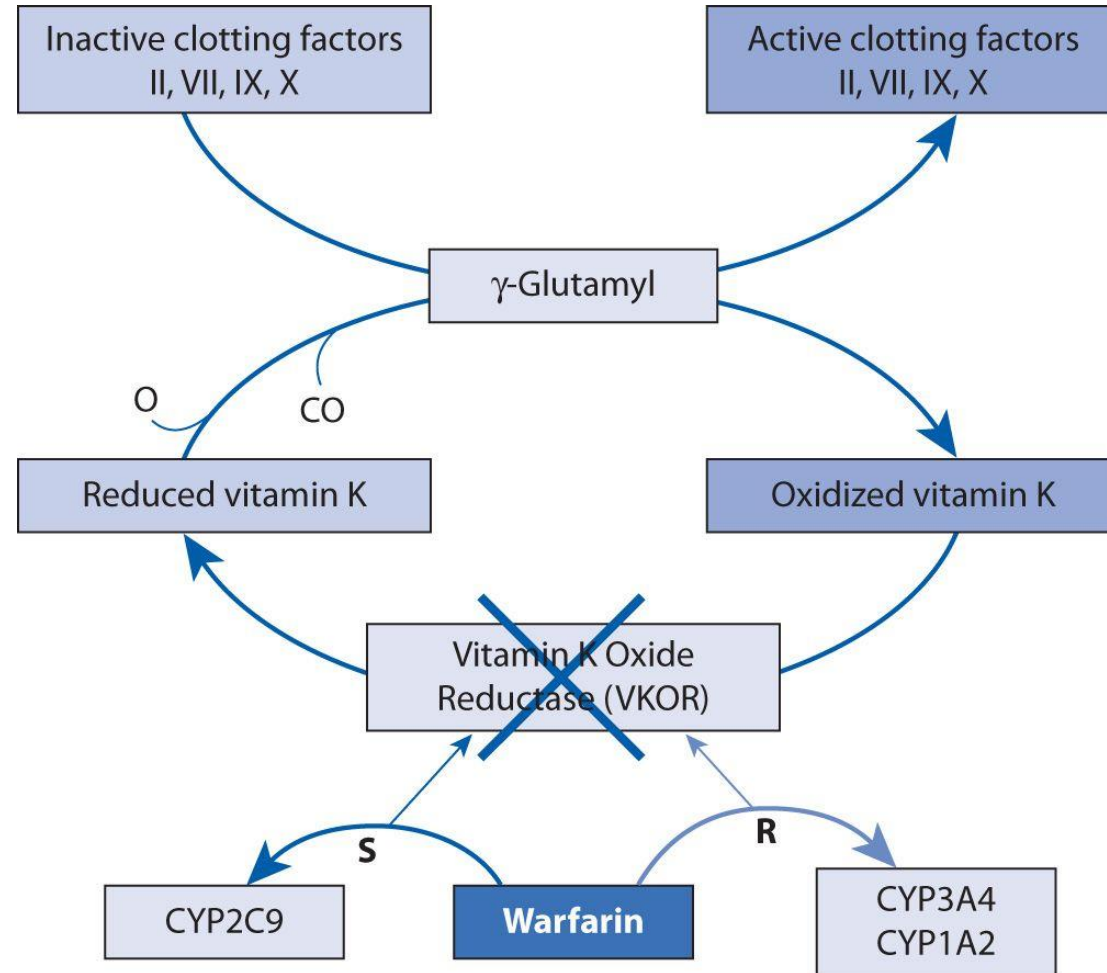 Inactive clotting factors
II, VII, IX, X
Active clotting factors
II, VII, IX, X
γ-Glutamyl
O
CO
Reduced vitamin K
Oxidized vitamin K
Vitamin K Oxide
Reductase (VKOR)
S
R
CYP2C9
Warfarin
CYP3A4
CYP1A2